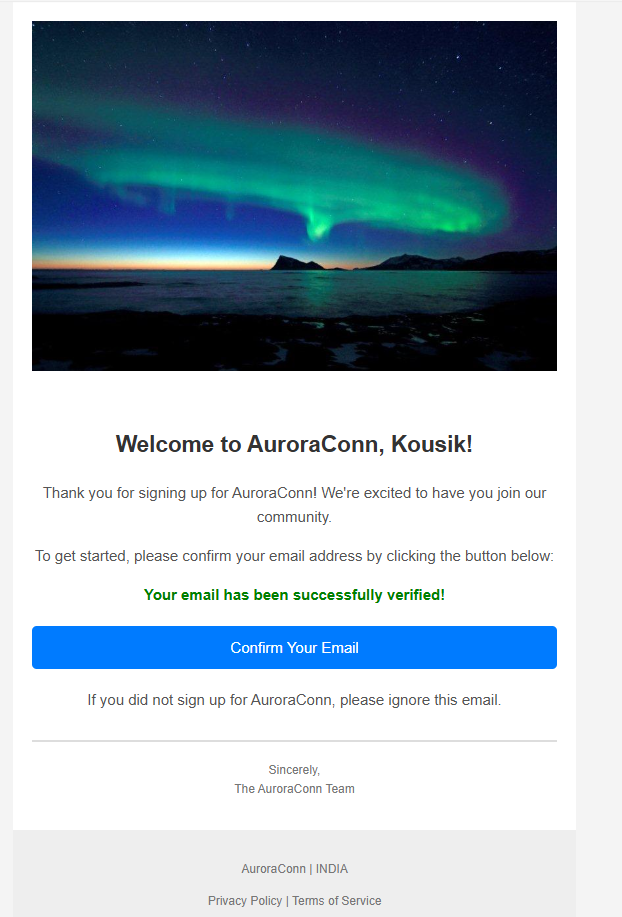 Welcome to AuroraConn, Kousik!
Thank you for signing up for AuroraConn! We're excited to have you join our
community.
To get started, please confirm your email address by clicking the button below:
Your email has been successfully verified!
Confirm Your Email
If you did not sign up for AuroraConn, please ignore this email.
Sincerely,
The AuroraConn Team
AuroraConn | INDIA
Privacy Policy | Terms of Service